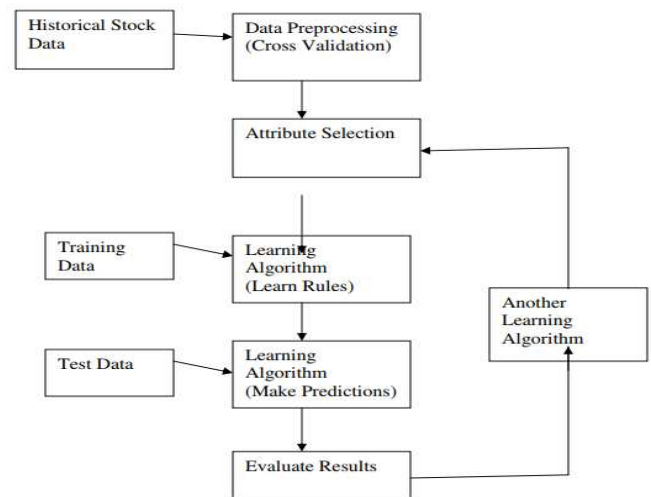 Historical Stock
Data
Data Preprocessing
(Cross Validation)
Attribute Selection
Training
Data
Learning
Algorithm
(Learn Rules)
Another
Learning
Algorithm
Test Data
Learning
Algorithm
(Make Predictions)
Evaluate Results